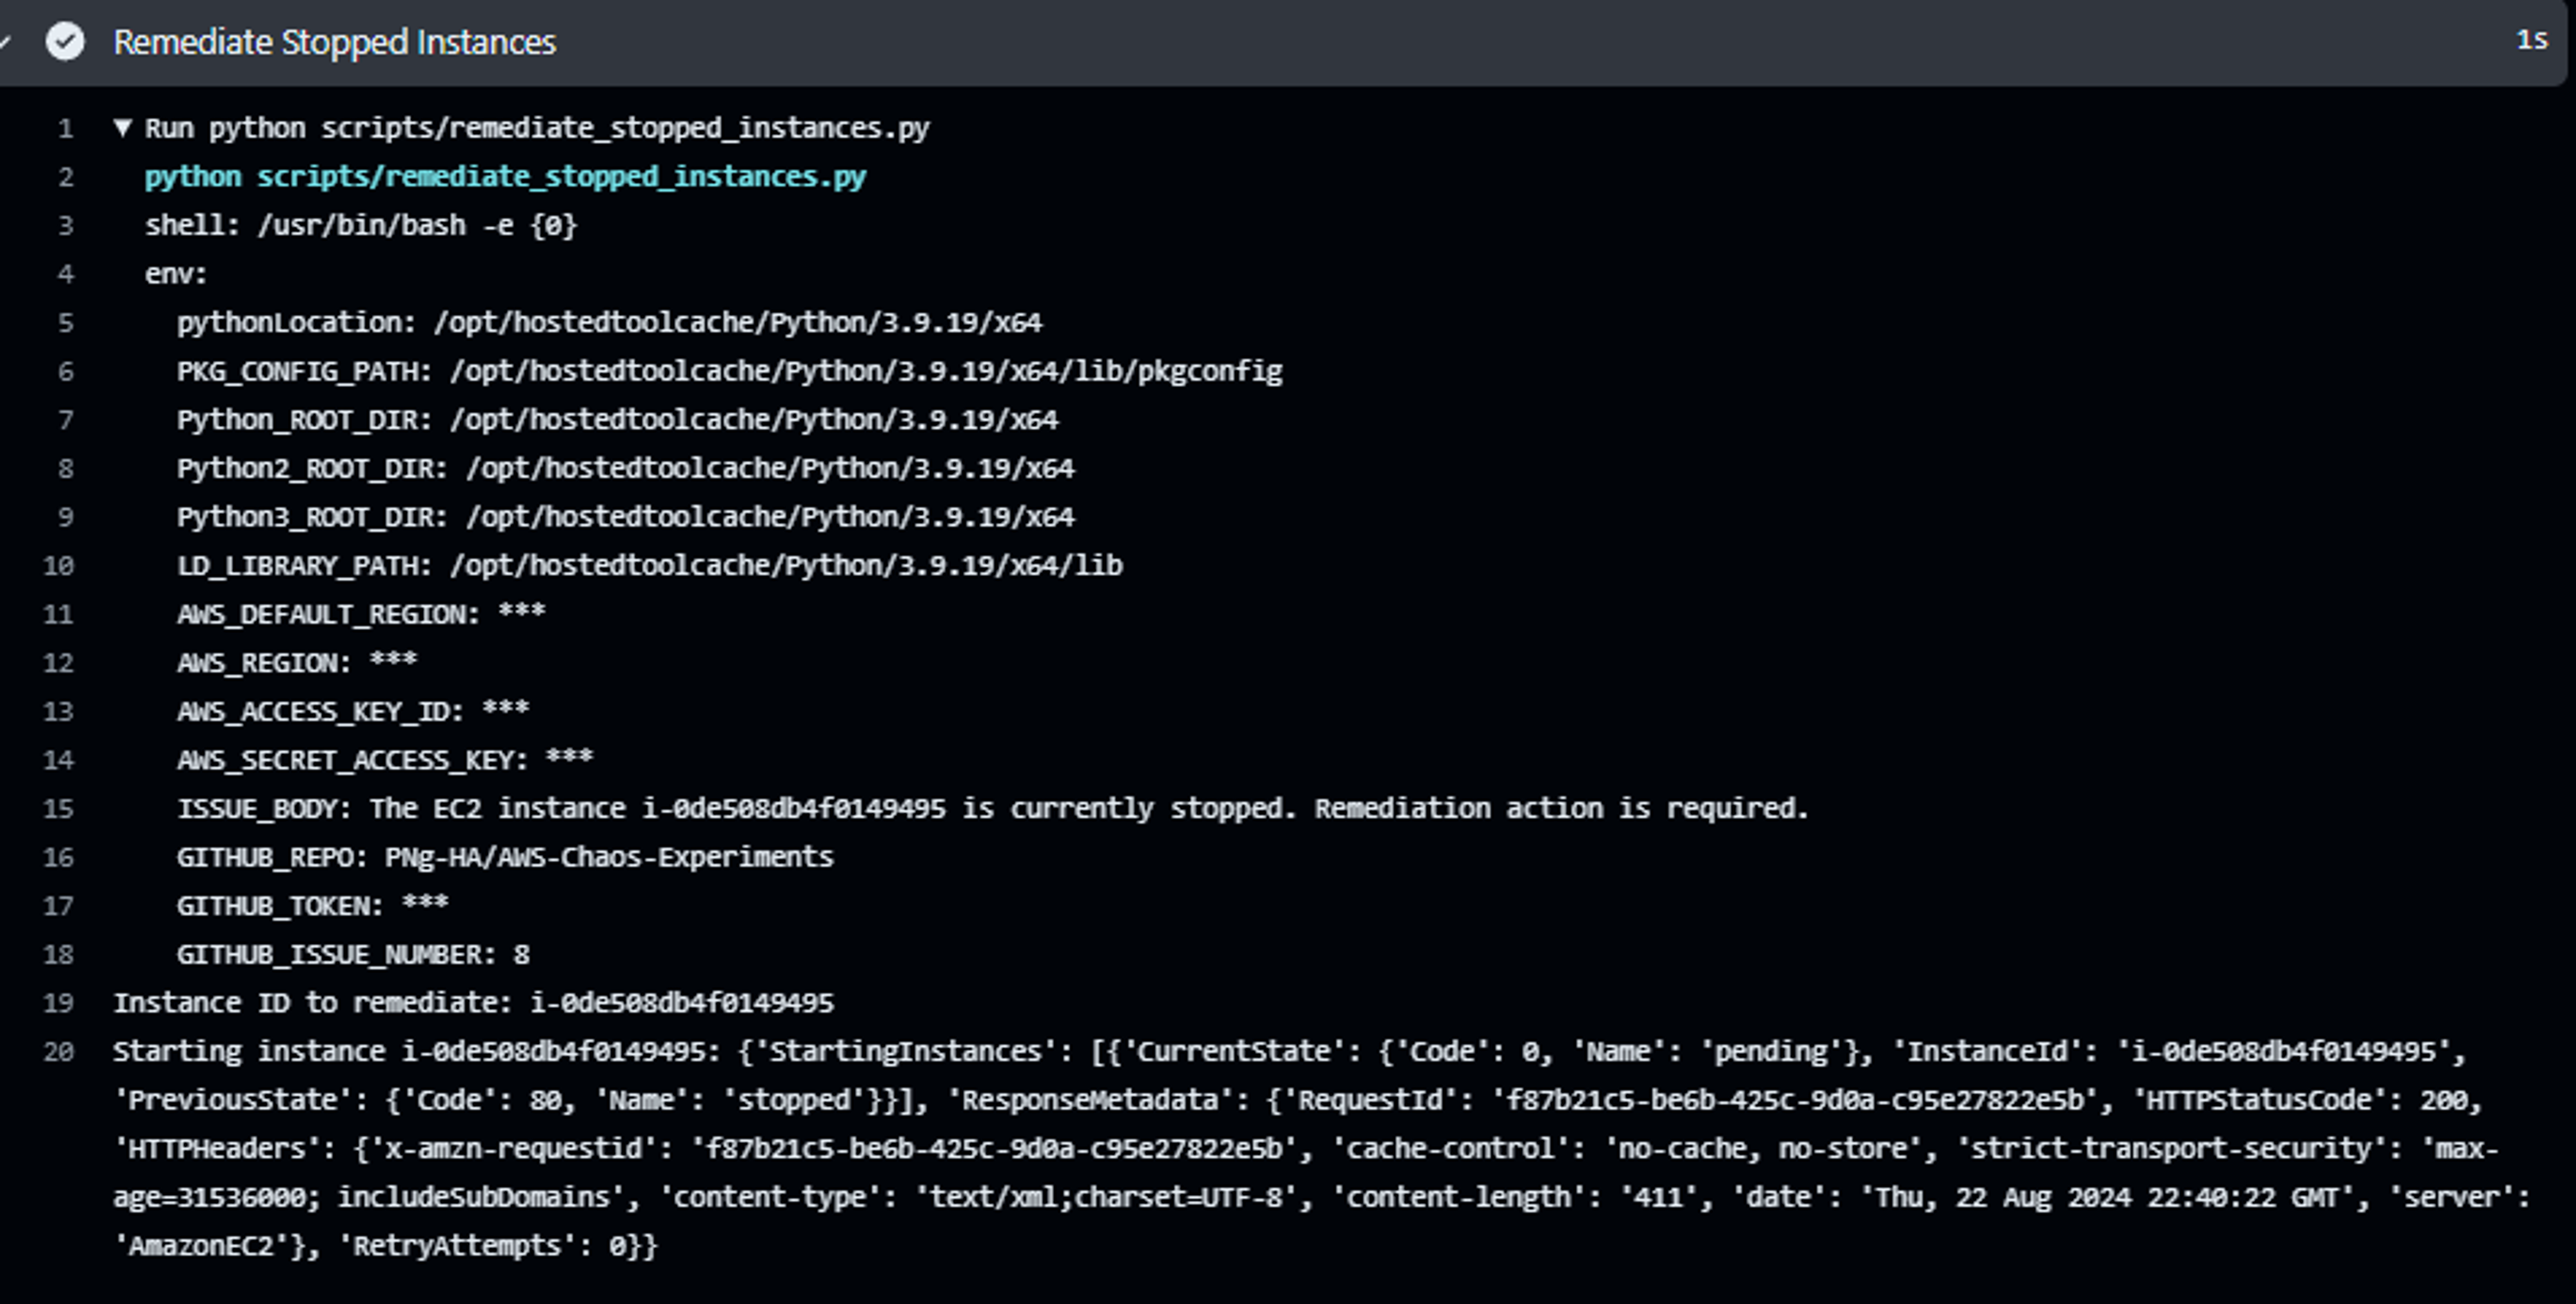 Remediate Stopped Instances 1s
1 ▼ Run python scripts/remediate_stopped_instances.py
2 python scripts/remediate_stopped_instances.py
3 shell: /usr/bin/bash -e {0}
4 env:
5 pythonLocation: /opt/hostedtoolcache/Python/3.9.19/x64
6 PKG_CONFIG_PATH: /opt/hostedtoolcache/Python/3.9.19/x64/lib/pkgconfig
7 Python_ROOT_DIR: /opt/hostedtoolcache/Python/3.9.19/x64
8 Python2_ROOT_DIR: /opt/hostedtoolcache/Python/3.9.19/x64
9 Python3_ROOT_DIR: /opt/hostedtoolcache/Python/3.9.19/x64
10 LD_LIBRARY_PATH: /opt/hostedtoolcache/Python/3.9.19/x64/lib
11 AWS_DEFAULT_REGION: ***
12 AWS_REGION: ***
13 AWS_ACCESS_KEY_ID: ***
14 AWS_SECRET_ACCESS_KEY: ***
15 ISSUE_BODY: The EC2 instance i-0de508db4f0149495 is currently stopped. Remediation action is required.
16 GITHUB_REPO: PNg-HA/AWS-Chaos-Experiments
17 GITHUB_TOKEN: ***
18 GITHUB_ISSUE_NUMBER: 8
19 Instance ID to remediate: i-0de508db4f0149495
20 Starting instance i-0de508db4f0149495: {'StartingInstances': [{'CurrentState': {'Code': 0, 'Name': 'pending'}, 'InstanceId': 'i-0de508db4f0149495',
'PreviousState': {'Code': 80, 'Name': 'stopped'}}], 'ResponseMetadata': {'RequestId': 'f87b21c5-be6b-425c-9d0a-c95e27822e5b', 'HTTPStatusCode': 200,
'HTTPHeaders': {'x-amzn-requestid': 'f87b21c5-be6b-425c-9d0a-c95e27822e5b', 'cache-control': 'no-cache, no-store', 'strict-transport-security': 'max-
age=31536000; includeSubDomains', 'content-type': 'text/xml;charset=UTF-8', 'content-length': '411', 'date': 'Thu, 22 Aug 2024 22:40:22 GMT', 'server':
'AmazonEC2'}, 'RetryAttempts': 0}}